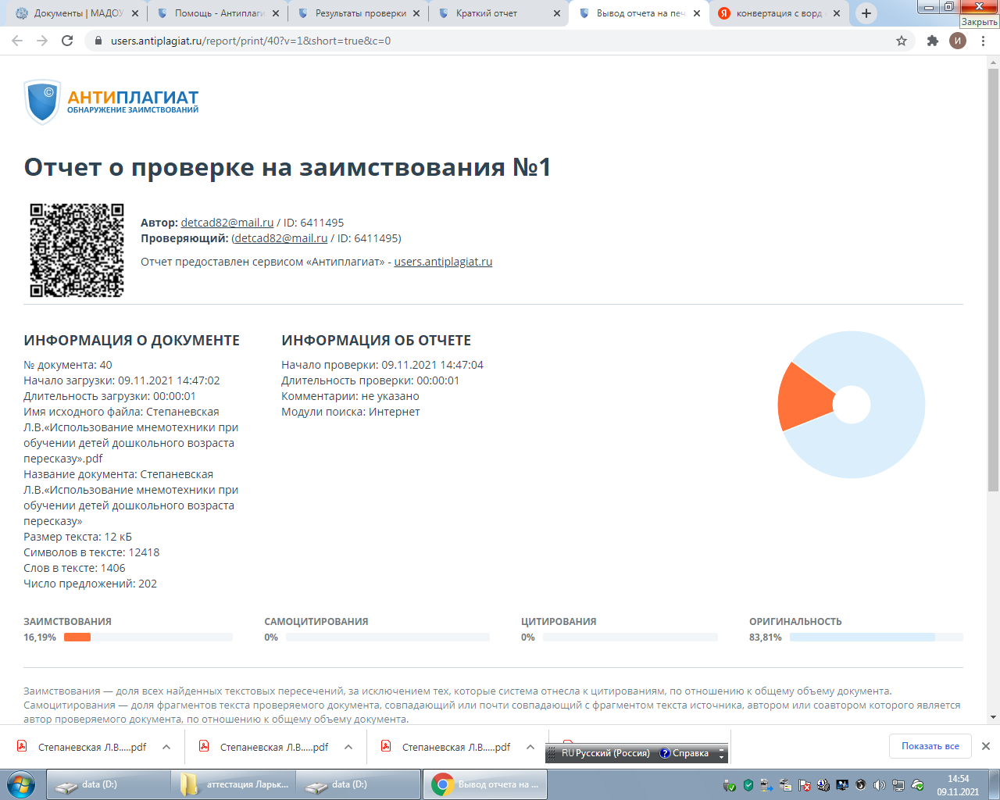 Документы | МАДОУ
Помощь - Антиплаги
Результаты проверки
Краткий отчет
Вывод отчета на печ
Я конвертация с ворд
Закрыть
users.antiplagiat.ru/report/print/40?v=1&short=true&c=0
И
©
АНТИПЛАГИАТ
ОБНАРУЖЕНИЕ ЗАИМСТВОВАНИЙ
Отчет о проверке на заимствования №1
Автор: detcad82@mail.ru / ID: 6411495
Проверяющий: (detcad82@mail.ru / ID: 6411495)
Отчет предоставлен сервисом «Антиплагиат» - users.antiplagiat.ru
ИНФОРМАЦИЯ О ДОКУМЕНТЕ
№ документа: 40
Начало загрузки: 09.11.2021 14:47:02
Длительность загрузки: 00:00:01
Имя исходного файла: Степаневская
Л.В.«Использование мнемотехники при
обучении детей дошкольного возраста
пересказу».pdf
Название документа: Степаневская
Л.В.«Использование мнемотехники при
обучении детей дошкольного возраста
пересказу»
Размер текста: 12 кБ
Символов в тексте: 12418
Слов в тексте: 1406
Число предложений: 202
ИНФОРМАЦИЯ ОБ ОТЧЕТЕ
Начало проверки: 09.11.2021 14:47:04
Длительность проверки: 00:00:01
Комментарии: не указано
Модули поиска: Интернет
ЗАИМСТВОВАНИЯ
16,19%
САМОЦИТИРОВАНИЯ
0%
ЦИТИРОВАНИЯ
0%
ОРИГИНАЛЬНОСТЬ
83,81%
Заимствования — доля всех найденных текстовых пересечений, за исключением тех, которые система отнесла к цитированиям, по отношению к общему объему документа.
Самоцитирования — доля фрагментов текста проверяемого документа, совпадающий или почти совпадающий с фрагментом текста источника, автором или соавтором которого является
автор проверяемого документа, по отношению к общему объему документа.
Степаневская Л.В.....pdf
Степаневская Л.В.....pdf
Степаневская Л.В.....pdf
RU Русский (Россия)
? Справка
Показать все
data (D:)
аттестация Ларьк...
data (D:)
Вывод отчета на ...
14:54
09.11.2021